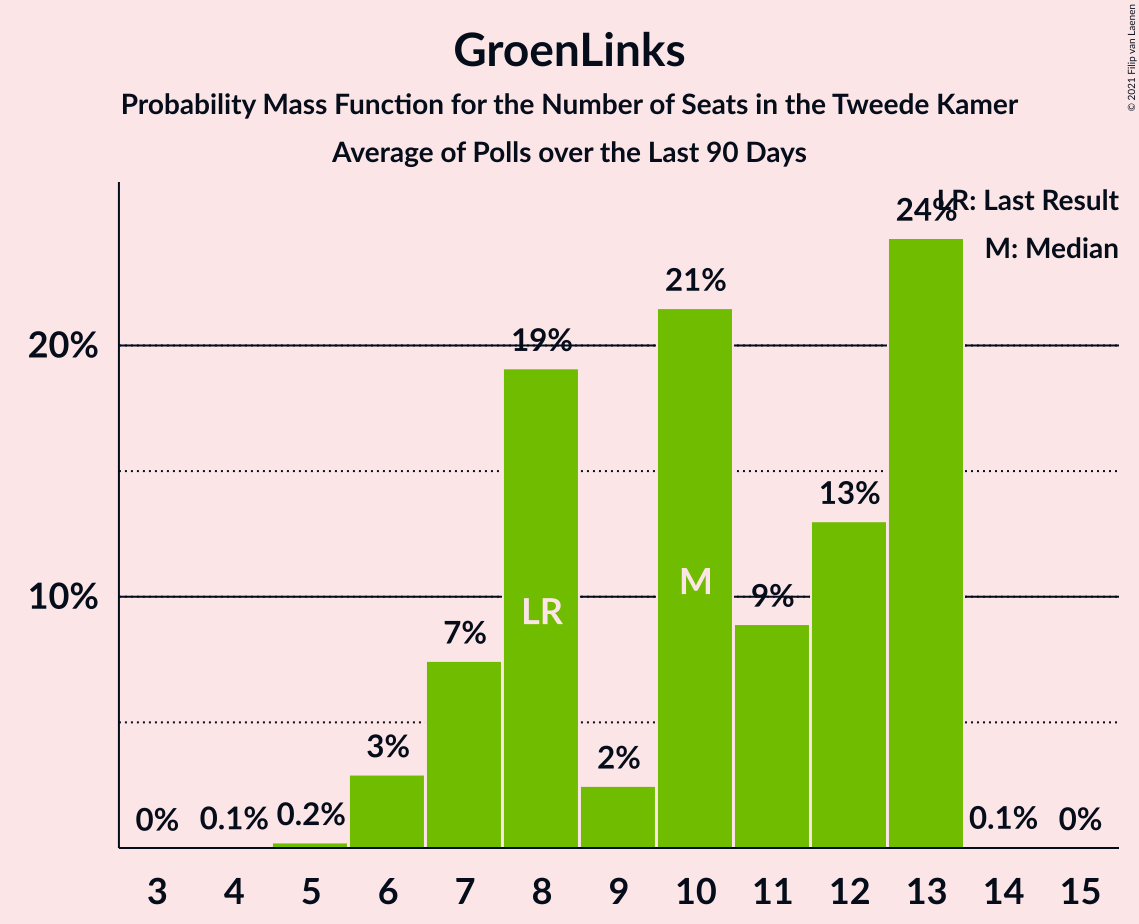 GroenLinks
Probability Mass Function for the Number of Seats in the Tweede Kamer
Average of Polls over the Last 90 Days
© 2021 Filip van Laenen
LR: Last Result
M: Median
20%
10%
0%
0.1%
0.2%
3%
7%
19%
2%
21%
9%
13%
24%
0.1%
0%
LR
M
3 4 5 6 7 8 9 10 11 12 13 14 15